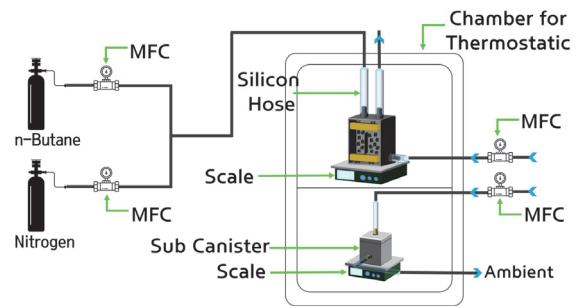 Chamber for
Thermostatic
MFC
n-Butane
Silicon
Hose
MFC
Scale
MFC
Nitrogen
MFC
Sub Canister
Scale
Ambient